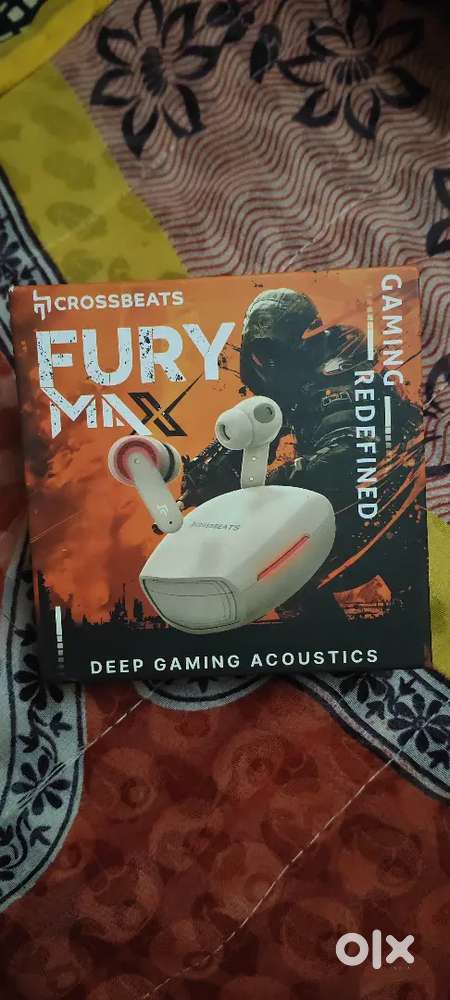 CROSSBEATS
FURY
MAX
GAMING
REDEFINED
CROSSBEATS
DEEP GAMING ACOUSTICS
olx